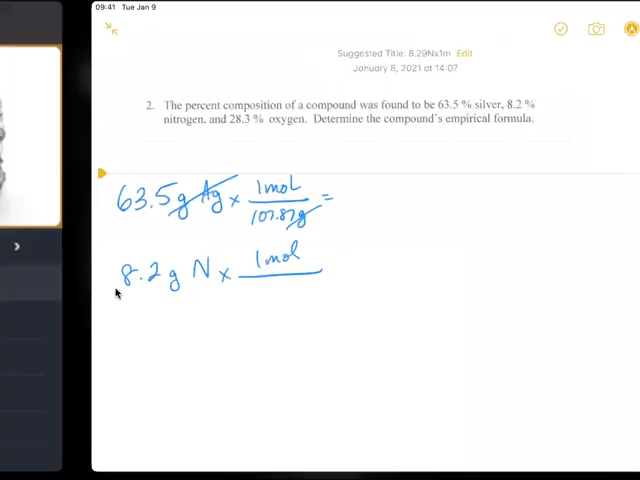 09:41 Tue Jan 9
Suggested Title: 8.29Nx1m Edit
January 8, 2021 at 14:07
2. The percent composition of a compound was found to be 63.5 % silver, 8.2 %
nitrogen, and 28.3 % oxygen. Determine the compound's empirical formula.
63.5g Ag x 1mol / 107.87g =
8.2 g N x 1mol